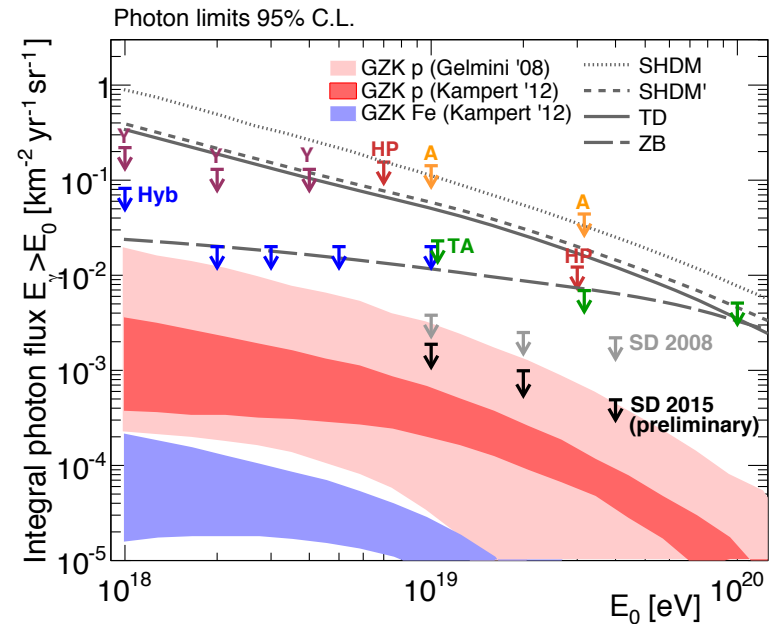 Photon limits 95% C.L.
Integral photon flux E_γ>E_0 [km^-2 yr^-1 sr^-1]
1
10^-1
10^-2
10^-3
10^-4
10^-5
GZK p (Gelmini '08)
GZK p (Kampert '12)
GZK Fe (Kampert '12)
SHDM
SHDM'
TD
ZB
Y
Y
Y
HP
A
A
Hyb
TA
HP
SD 2008
SD 2015
(preliminary)
10^18
10^19
10^20
E_0 [eV]